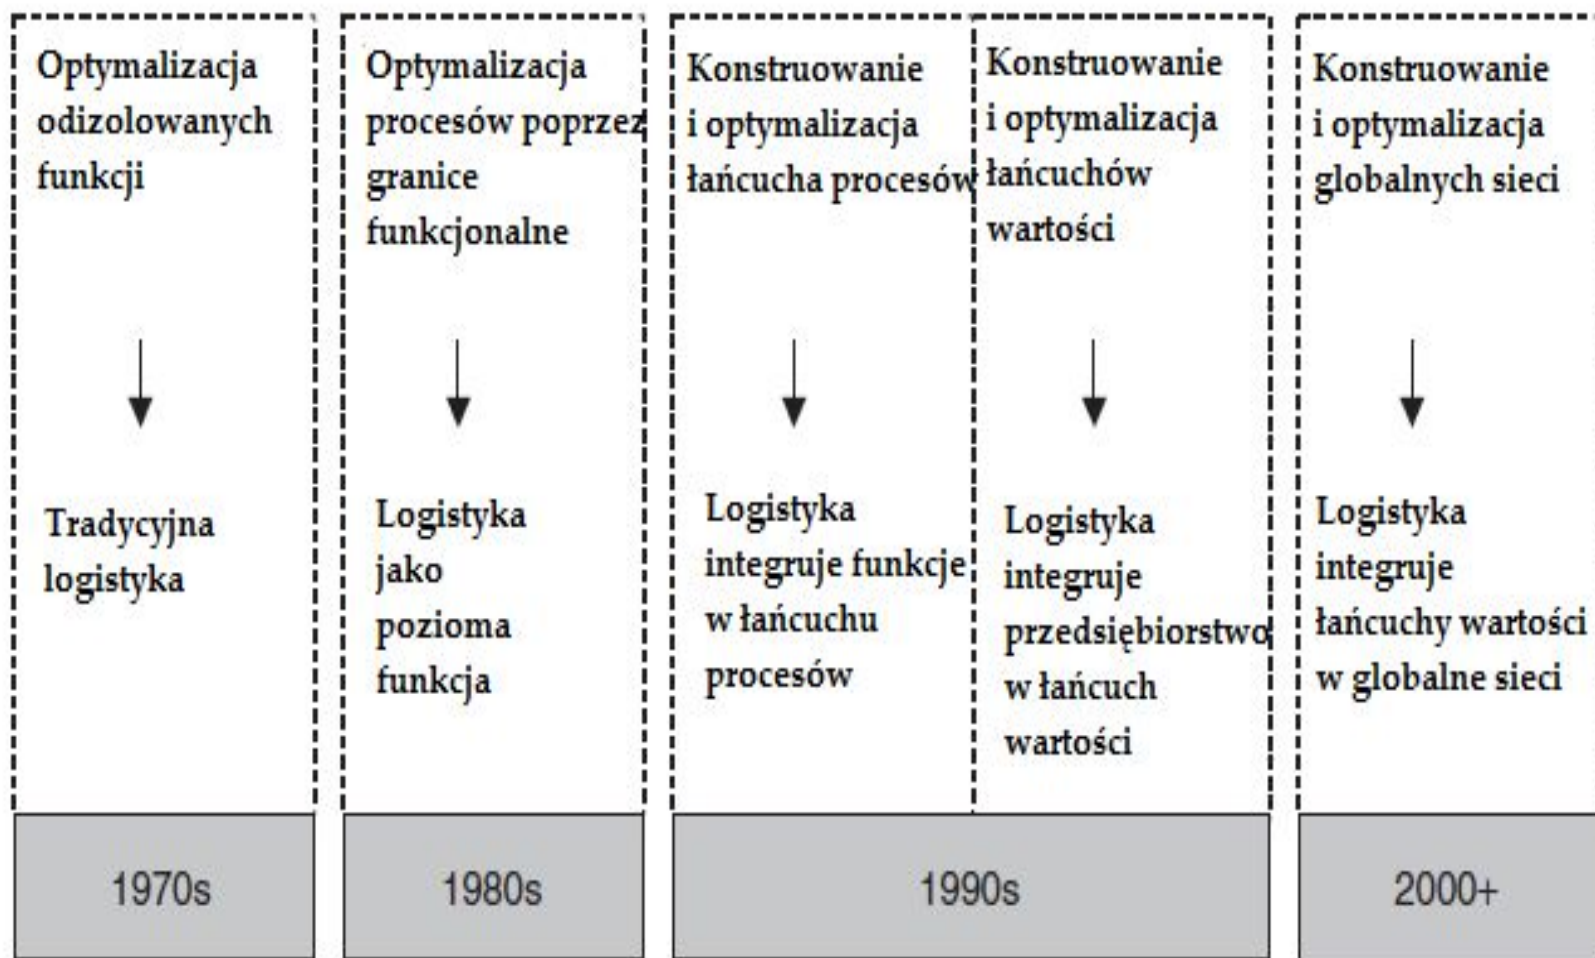 Optymalizacja
odizolowanych
funkcji
Tradycyjna
logistyka
1970s
Optymalizacja
procesów poprzez
granice
funkcjonalne
Logistyka
jako
pozioma
funkcja
1980s
Konstruowanie
i optymalizacja
łańcucha procesów
Logistyka
integruje funkcje
w łańcuchu
procesów
Konstruowanie
i optymalizacja
łańcuchów
wartości
Logistyka
integruje
przedsiębiorstwo
w łańcuch
wartości
1990s
Konstruowanie
i optymalizacja
globalnych sieci
Logistyka
integruje
łańcuchy wartości
w globalne sieci
2000+